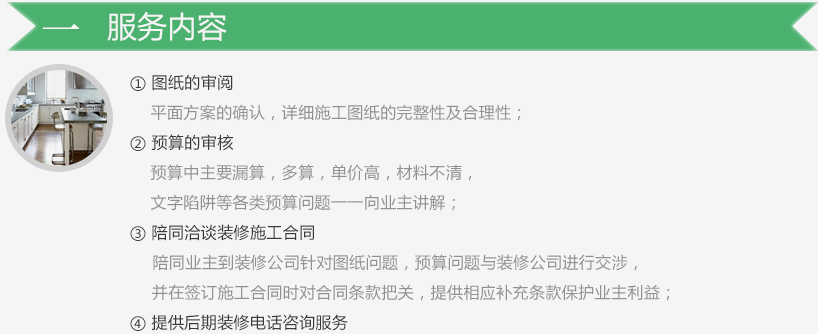 一 服务内容
① 图纸的审阅
平面方案的确认，详细施工图纸的完整性及合理性；
② 预算的审核
预算中主要漏算，多算，单价高，材料不清，
文字陷阱等各类预算问题一一向业主讲解；
③ 陪同洽谈装修施工合同
陪同业主到装修公司针对图纸问题，预算问题与装修公司进行交涉，
并在签订施工合同时对合同条款把关，提供相应补充条款保护业主利益；
④ 提供后期装修电话咨询服务